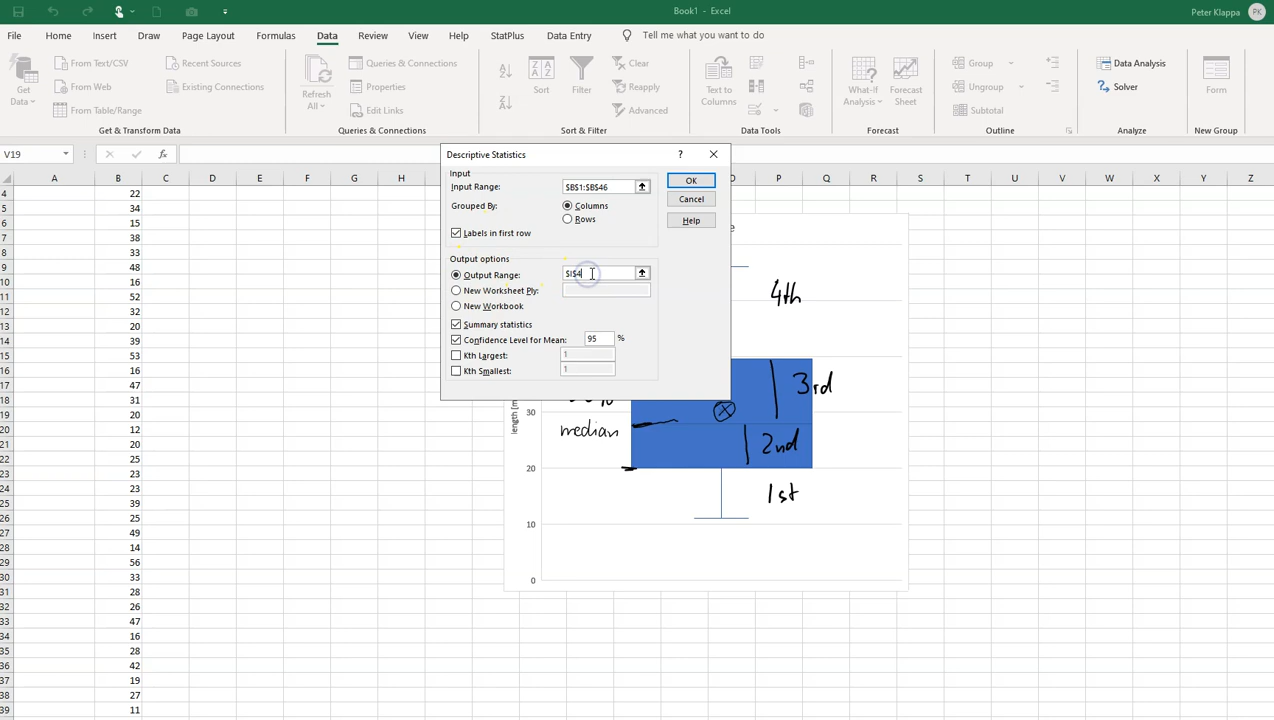 Book1 - Excel
Peter Klappa
PK
File Home Insert Draw Page Layout Formulas Data Review View Help StatPlus Data Entry Tell me what you want to do
Get Data
From Text/CSV
From Web
From Table/Range
Recent Sources
Existing Connections
Get & Transform Data
Refresh All
Queries & Connections
Properties
Edit Links
Queries & Connections
Sort
Filter
Clear
Reapply
Advanced
Sort & Filter
Text to Columns
Data Tools
What-If Analysis
Forecast Sheet
Forecast
Group
Ungroup
Subtotal
Outline
Data Analysis
Solver
Analyze
Form
New Group
V19
fx
A B C D E F G H P Q R S T U V W X Y Z
4 22
5 34
6 15
7 38
8 33
9 28
10 16
11 52
12 32
13 20
14 39
15 53
16 17
17 47
18 31
19 12
20 14
21 20
22 25
23 23
24 23
25 39
26 25
27 49
28 14
29 56
30 33
31 28
32 26
33 47
34 16
35 28
36 42
37 19
38 27
39 11
Descriptive Statistics
?
Input
Input Range: $B$1:$B$46
Grouped By: Columns
Rows
Labels in first row
Output options
Output Range: $I$4
New Worksheet Ply:
New Workbook
Summary statistics
Confidence Level for Mean: 95 %
Kth Largest: 1
Kth Smallest: 1
OK
Cancel
Help
4th
3rd
median
2nd
1st
30
20
10
0